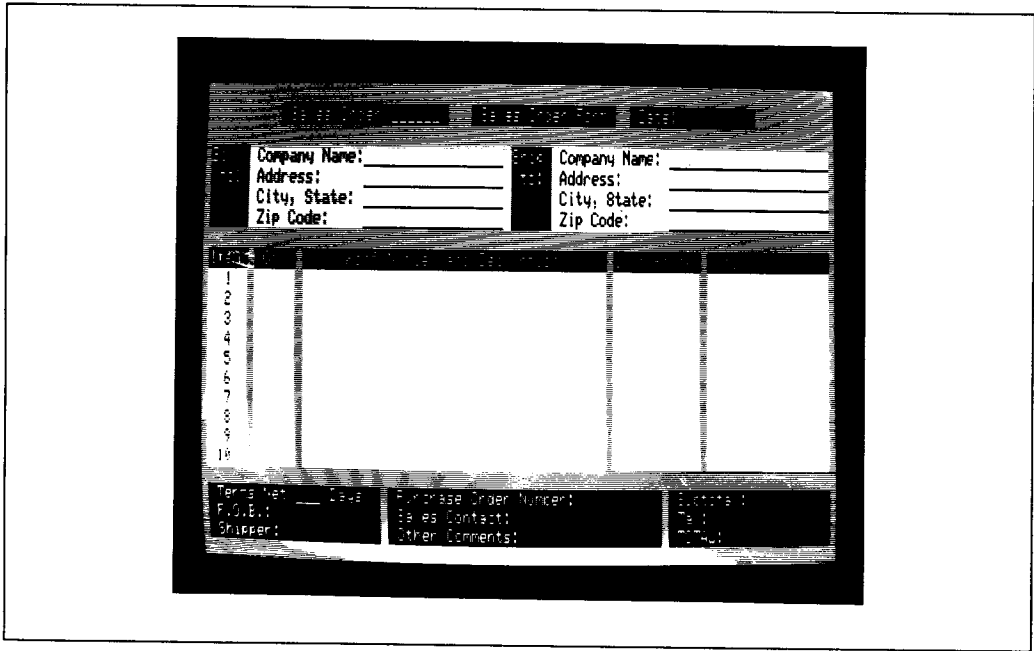 Sales Order ______ Sales Order Form Date:
Company Name:
Address:
City, State:
Zip Code:
Company Name:
Address:
City, State:
Zip Code:
Item
1
2
3
4
5
6
7
8
9
10
Terms Net ___ Days
F.O.B.:
Shipper:
Purchase Order Number:
Sales Contact:
Other Comments:
Subtotal:
Tax:
TOTAL: